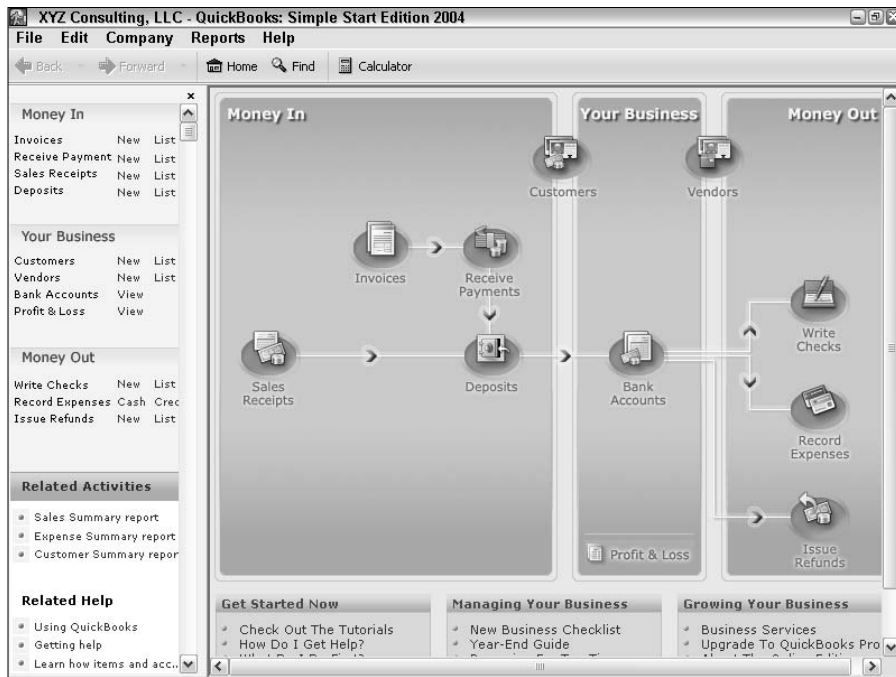 XYZ Consulting, LLC - QuickBooks: Simple Start Edition 2004
File Edit Company Reports Help
Back Forward Home Find Calculator
Money In
Invoices New List
Receive Payment New List
Sales Receipts New List
Deposits New List
Your Business
Customers New List
Vendors New List
Bank Accounts View
Profit & Loss View
Money Out
Write Checks New List
Record Expenses Cash Crec
Issue Refunds New List
Related Activities
Sales Summary report
Expense Summary report
Customer Summary repor
Related Help
Using QuickBooks
Getting help
Learn how items and acc...
Money In
Your Business
Money Out
Customers
Vendors
Invoices
Receive
Payments
Sales
Receipts
Deposits
Bank
Accounts
Write
Checks
Record
Expenses
Issue
Refunds
Profit & Loss
Get Started Now
Check Out The Tutorials
How Do I Get Help?
Managing Your Business
New Business Checklist
Year-End Guide
Growing Your Business
Business Services
Upgrade To QuickBooks Pro